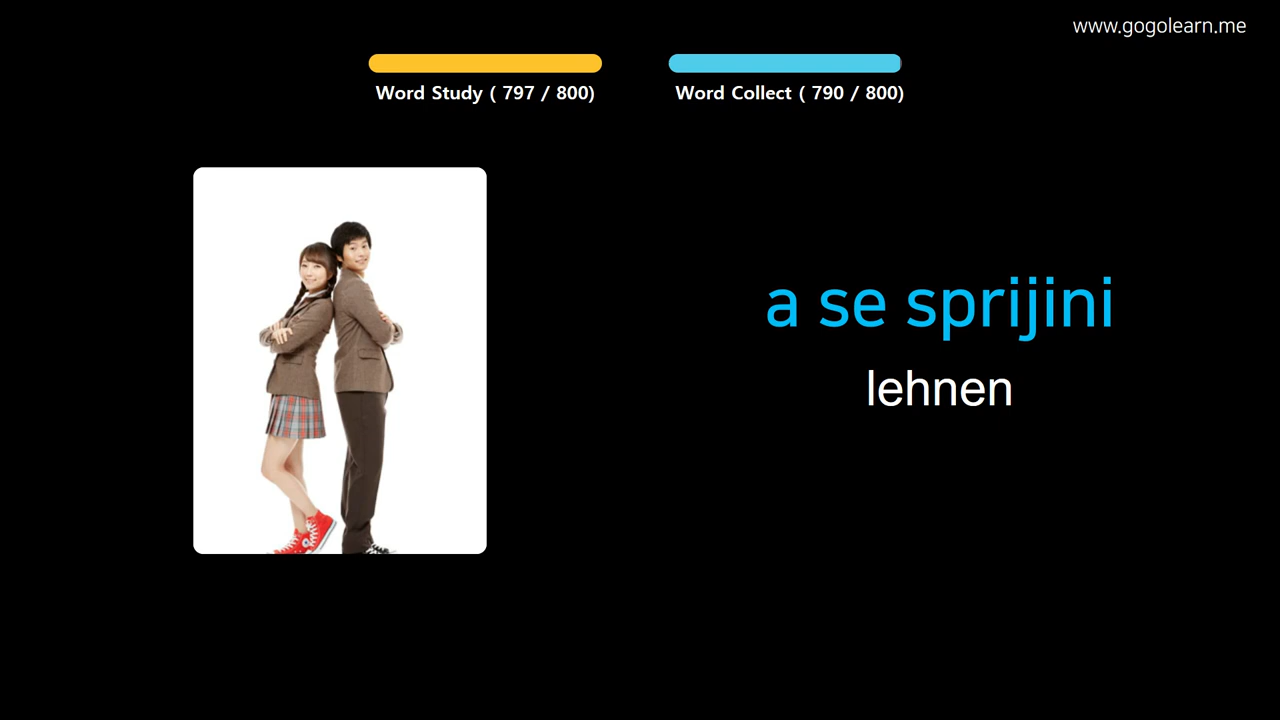 www.gogolearn.me
Word Study ( 797 / 800)
Word Collect ( 790 / 800)
a se sprijini
lehnen